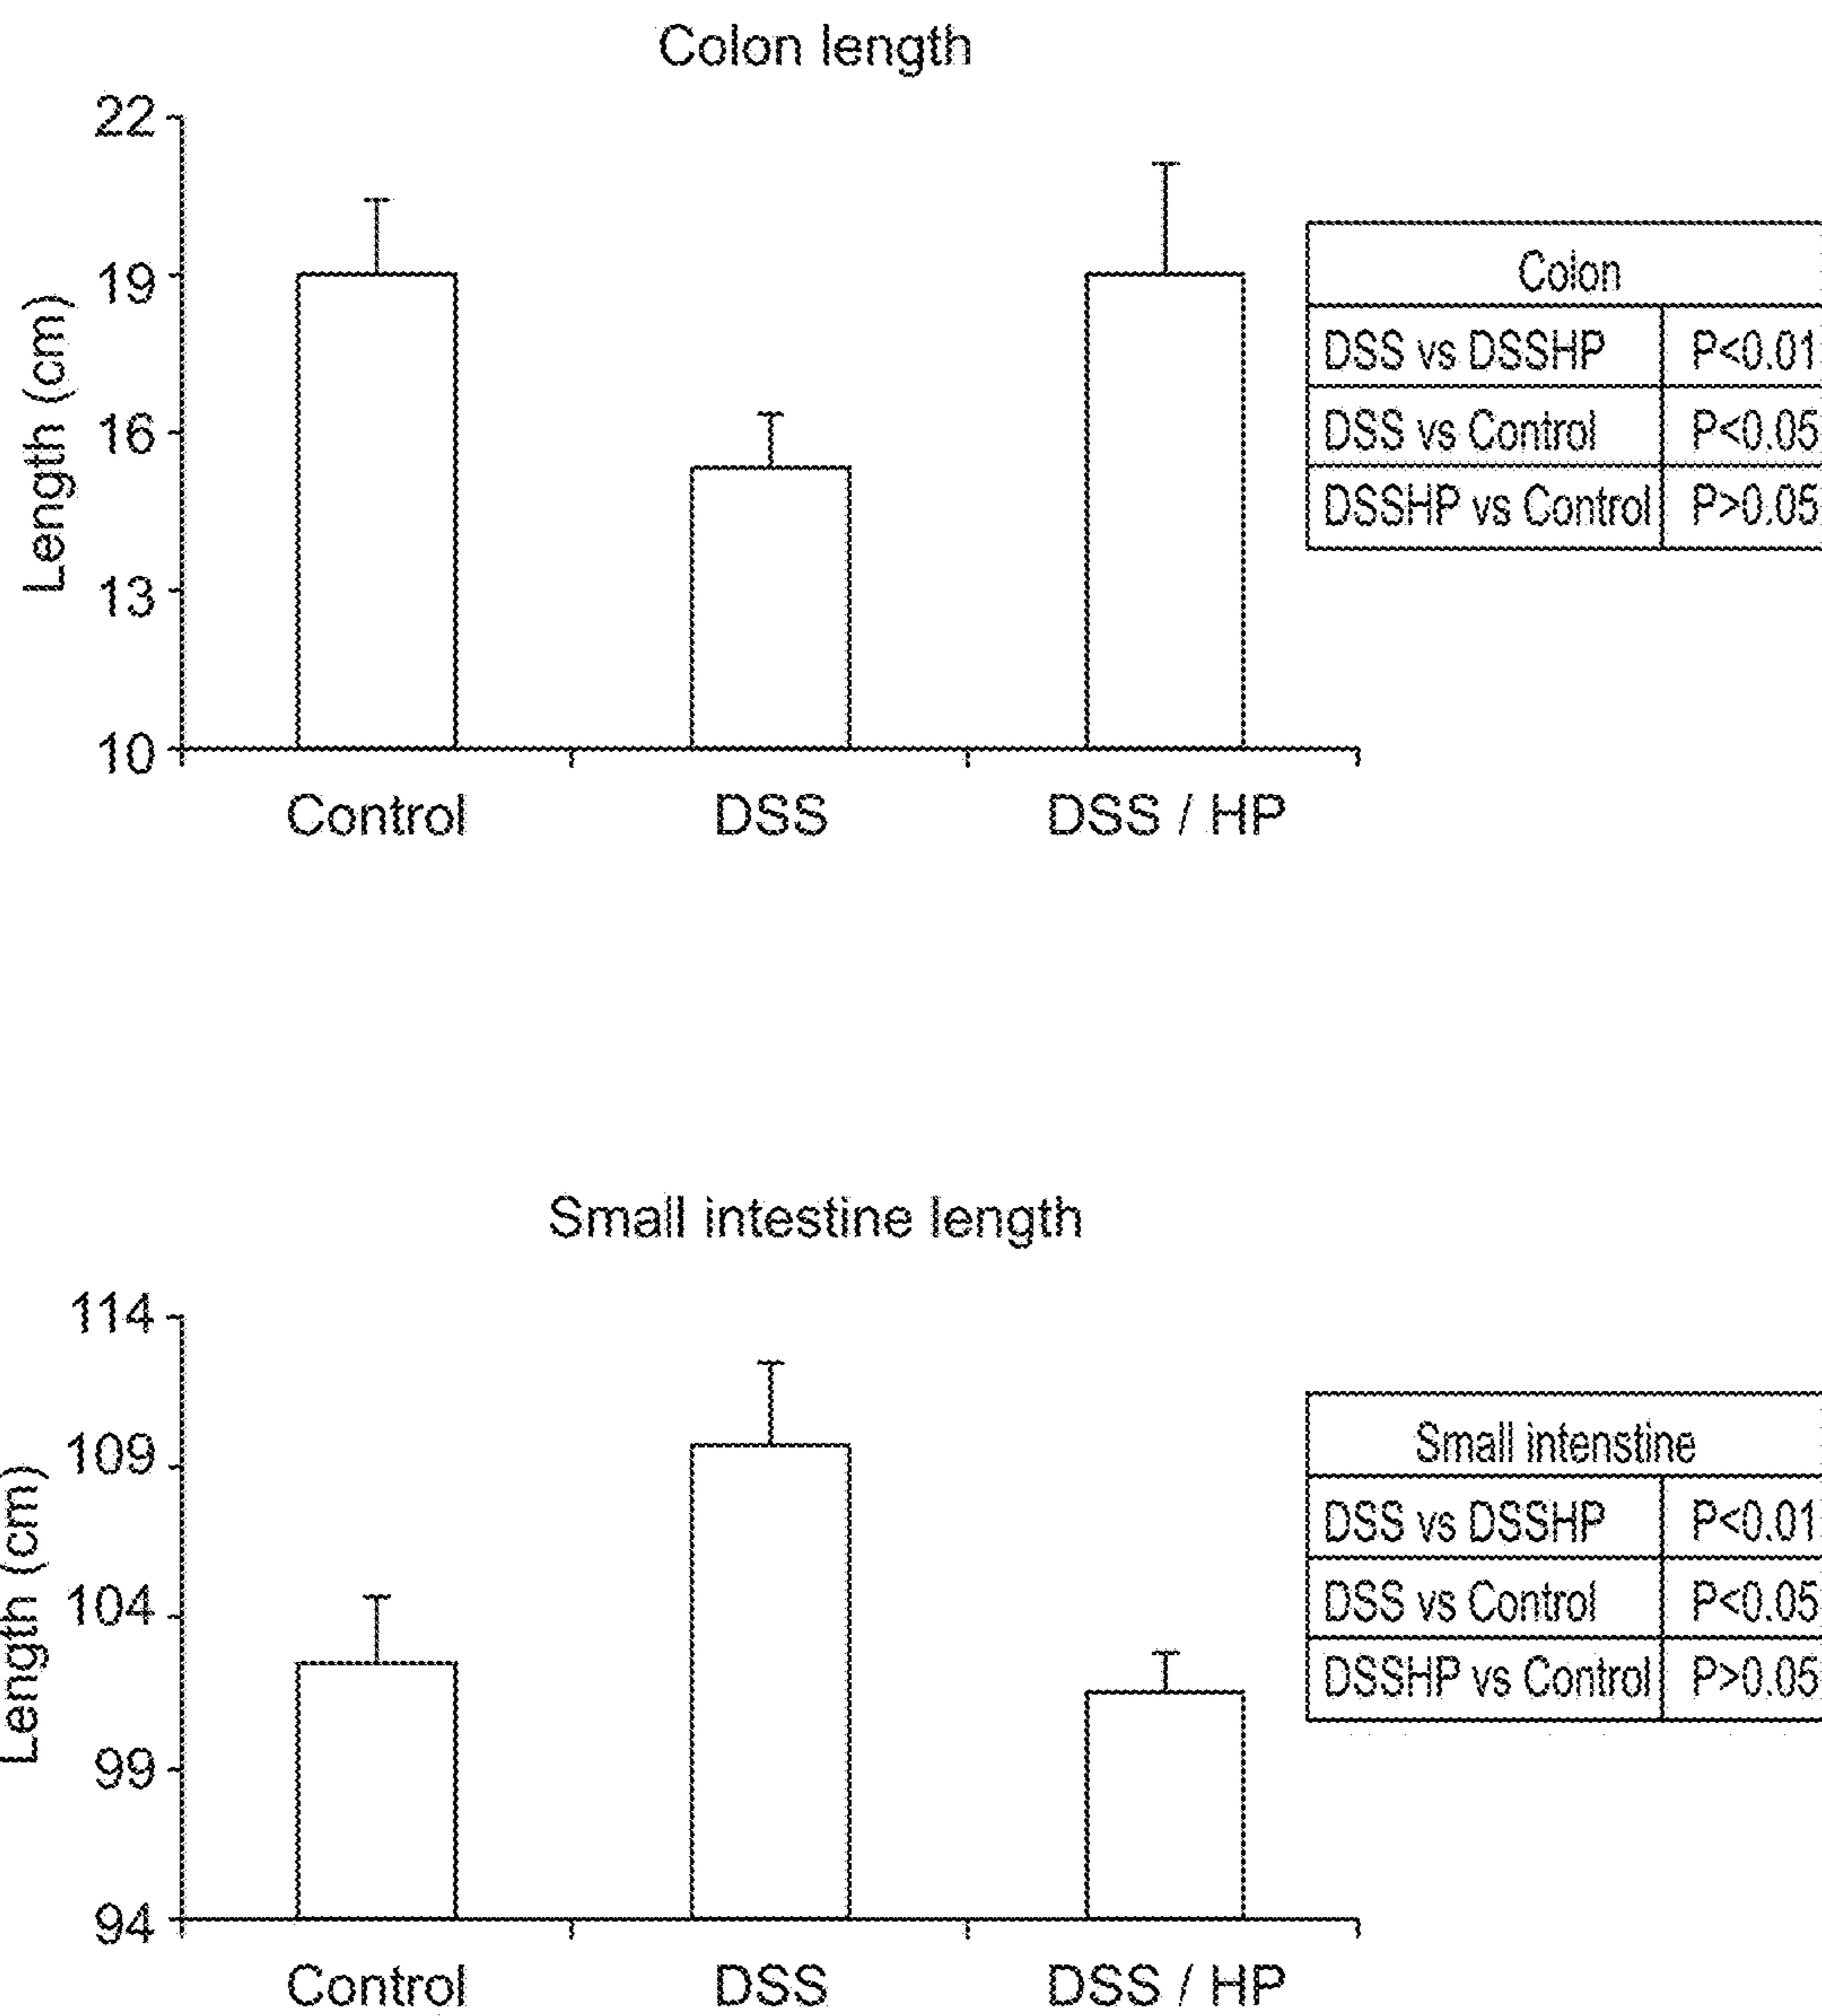 Colon length
22
19
16
13
10
Length (cm)
Control DSS DSS / HP
Colon
DSS vs DSSHP P<0.01
DSS vs Control P<0.05
DSSHP vs Control P>0.05
Small intestine length
114
109
104
99
94
Length (cm)
Control DSS DSS / HP
Small intenstine
DSS vs DSSHP P<0.01
DSS vs Control P<0.05
DSSHP vs Control P>0.05